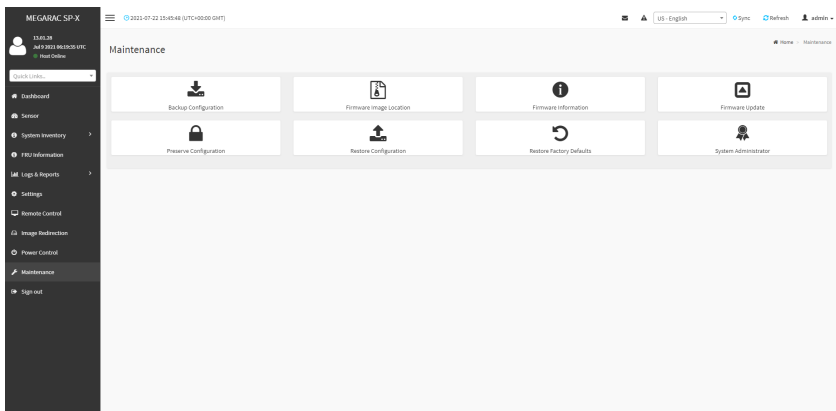 MEGARAC SP-X
2021-07-22 15:45:48 (UTC+00:00 GMT)
US - English
Sync
Refresh
admin
13.01.28
Jul 9 2021 06:19:35 UTC
Host Online
Quick Links...
Dashboard
Sensor
System Inventory
FRU Information
Logs & Reports
Settings
Remote Control
Image Redirection
Power Control
Maintenance
Sign out
Maintenance
Home - Maintenance
Backup Configuration
Firmware Image Location
Firmware Information
Firmware Update
Preserve Configuration
Restore Configuration
Restore Factory Defaults
System Administrator